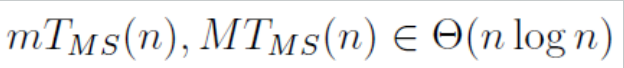 mT_{MS}(n), MT_{MS}(n) ∈ Θ(n log n)